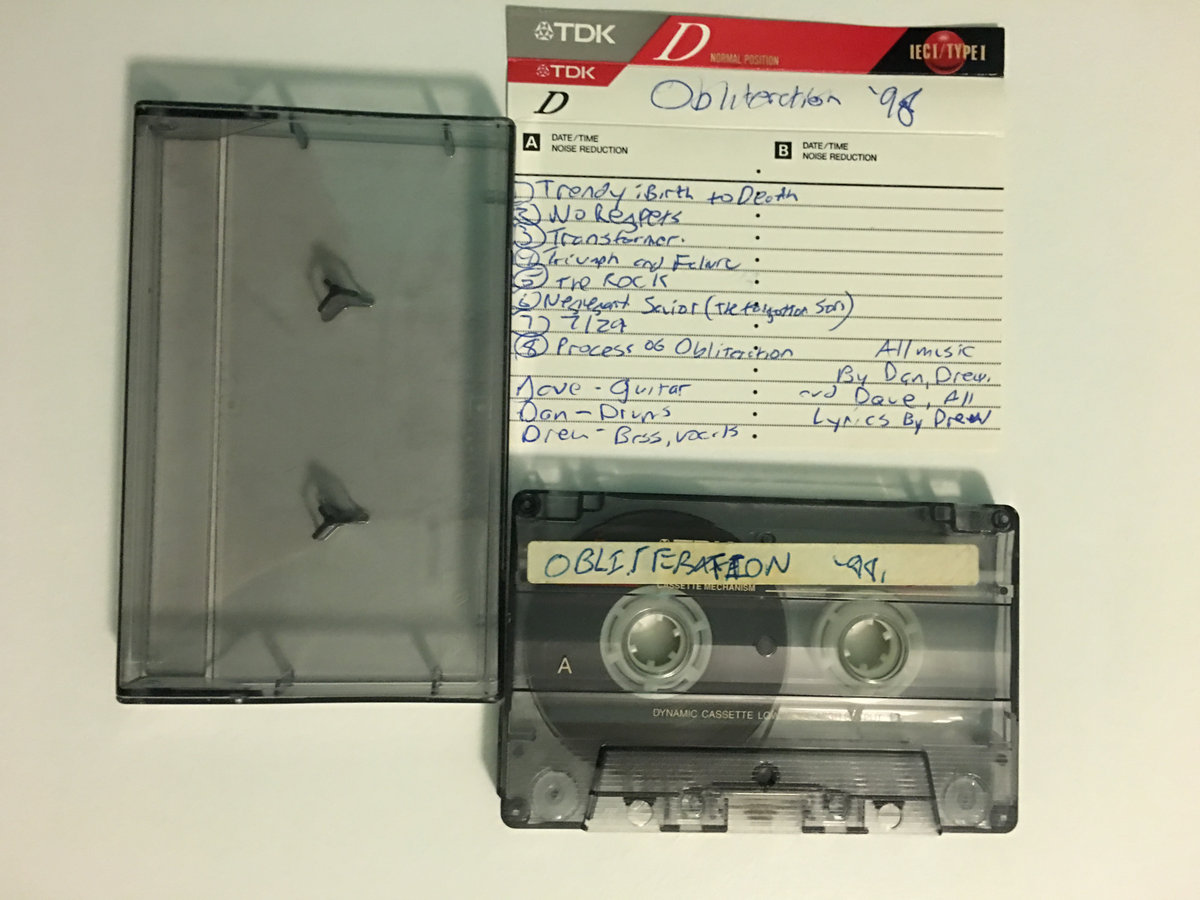 TDK D NORMAL POSITION IEC I / TYPE I
TDK
D Obliteration '98
A DATE/TIME NOISE REDUCTION B DATE/TIME NOISE REDUCTION
1) Trendy : Birth to Death
2) No Regrets
3) Transformer.
4) Triumph and Failure
5) The Rock
6) Savior (The Forgotten Son)
7) 7/29
8) Process of Obliteration
All music
By Dan, Drew,
and Dave, All
Lyrics By Drew
Dave - Guitar
Dan - Drums
Drew - Bass, vocals
OBLITERATION '98.
CASSETTE MECHANISM
A
DYNAMIC CASSETTE